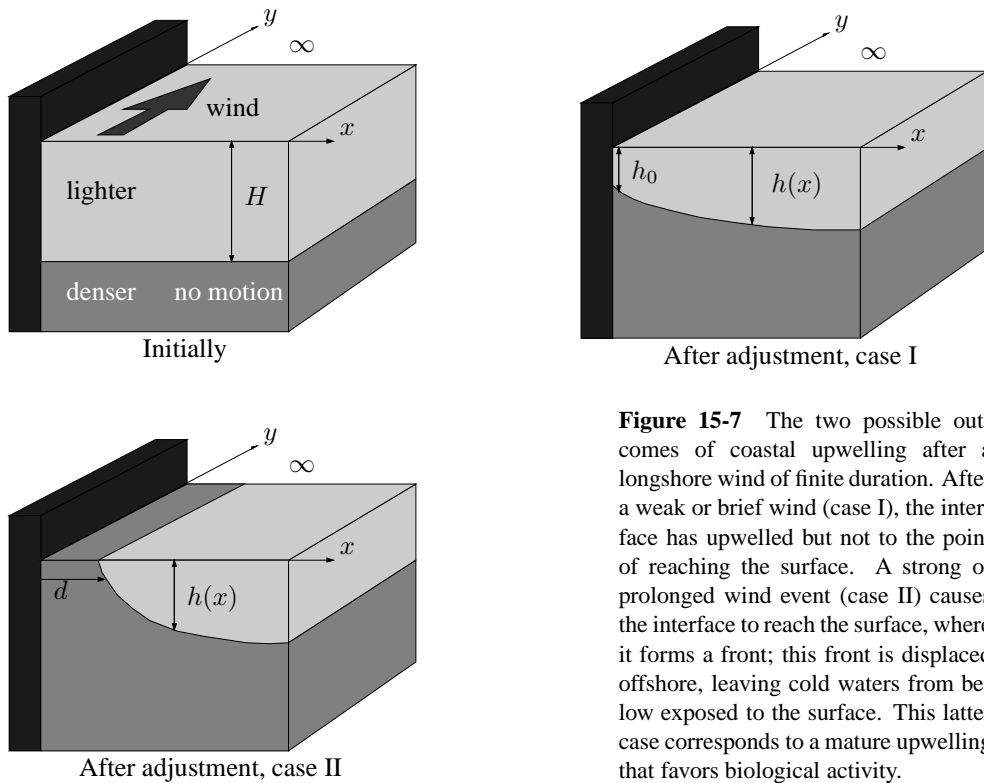 y
∞
wind
x
lighter
H
denser no motion
Initially
y
∞
x
h₀
h(x)
After adjustment, case I
y
∞
x
d
h(x)
After adjustment, case II
Figure 15-7 The two possible out
comes of coastal upwelling after a
longshore wind of finite duration. Afte
a weak or brief wind (case I), the inter
face has upwelled but not to the poin
of reaching the surface. A strong o
prolonged wind event (case II) causes
the interface to reach the surface, where
it forms a front; this front is displaced
offshore, leaving cold waters from be
low exposed to the surface. This latte
case corresponds to a mature upwelling
that favors biological activity.